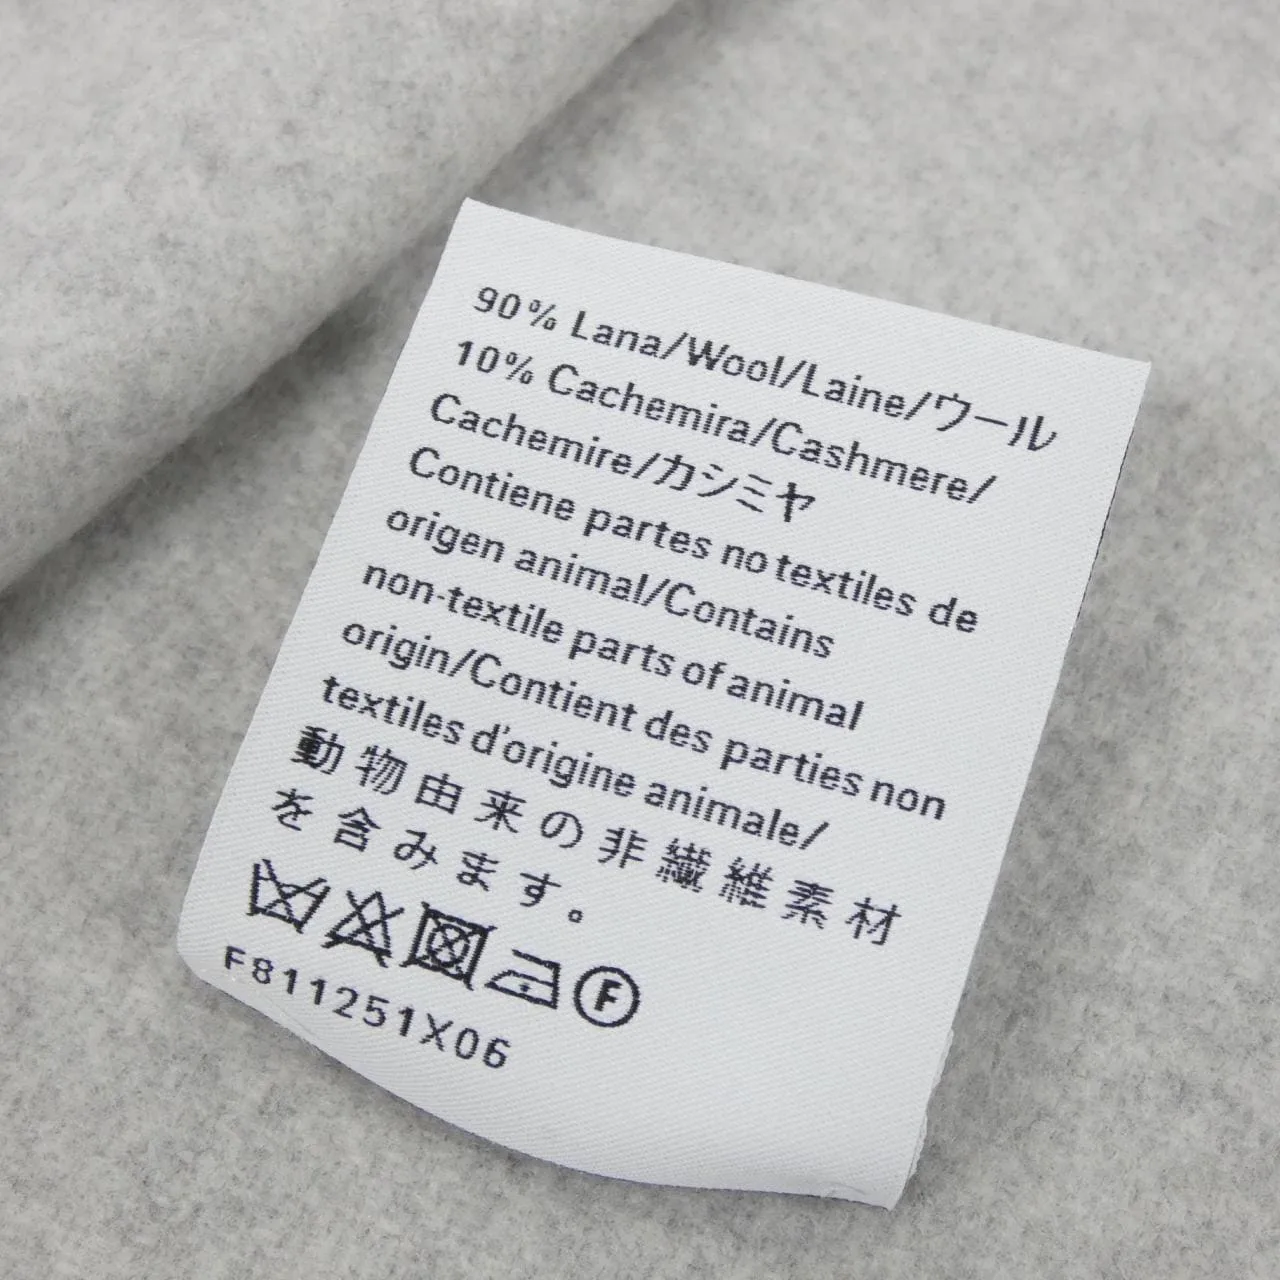 90% Lana/Wool/Laine/ウール
10% Cachemira/Cashmere/
Cachemire/カシミヤ
Contiene partes no textiles de
origen animal/Contains
non-textile parts of animal
origin/Contient des parties non
textiles d'origine animale/
動物由来の非繊維素材
を含みます。
F
F811251X06